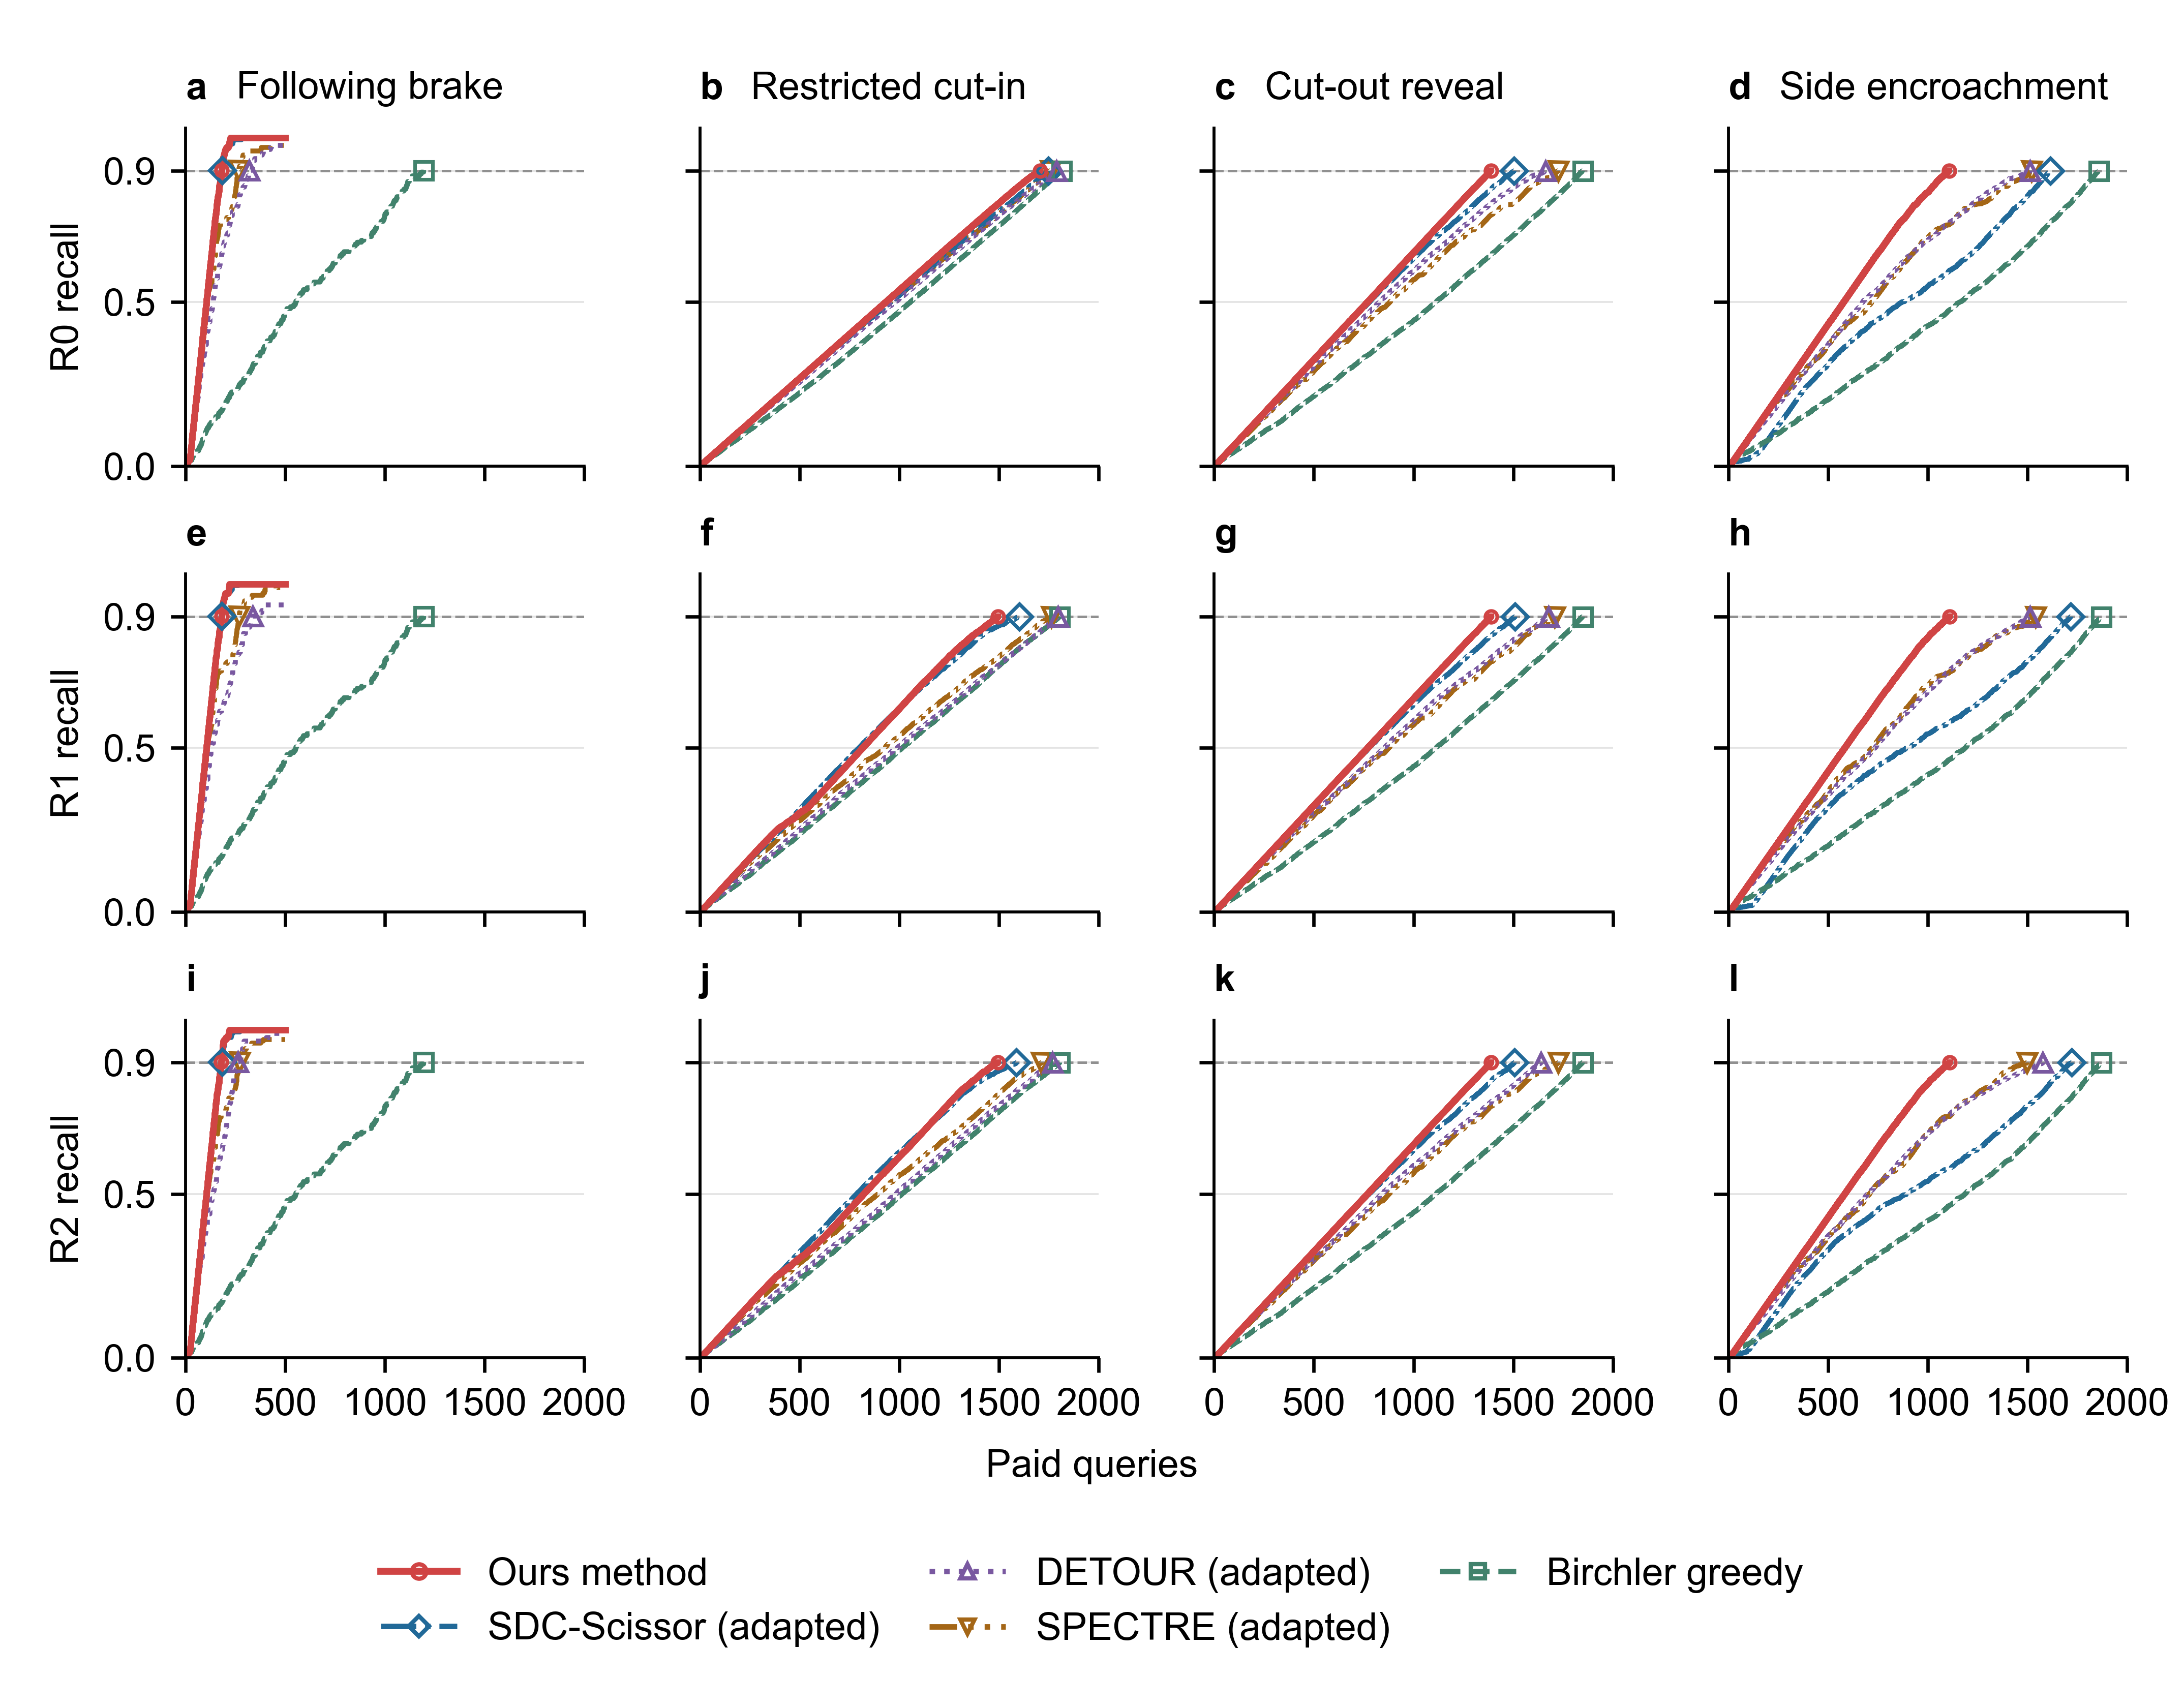 a Following brake
b Restricted cut-in
c Cut-out reveal
d Side encroachment
R0 recall
0.9
0.5
0.0
e
f
g
h
R1 recall
0.9
0.5
0.0
i
j
k
l
R2 recall
0.9
0.5
0.0
0 500 1000 1500 2000
0 500 1000 1500 2000
0 500 1000 1500 2000
0 500 1000 1500 2000
Paid queries
Ours method
SDC-Scissor (adapted)
DETOUR (adapted)
SPECTRE (adapted)
Birchler greedy